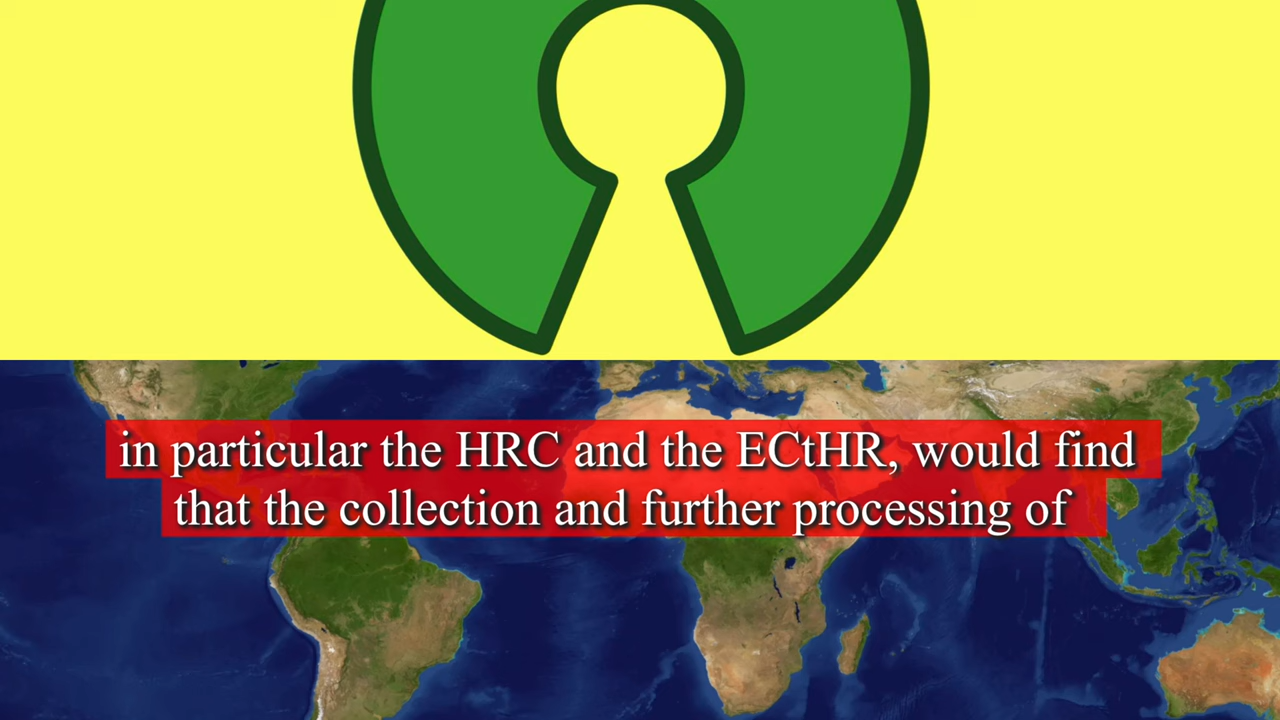 in particular the HRC and the ECtHR, would find
that the collection and further processing of